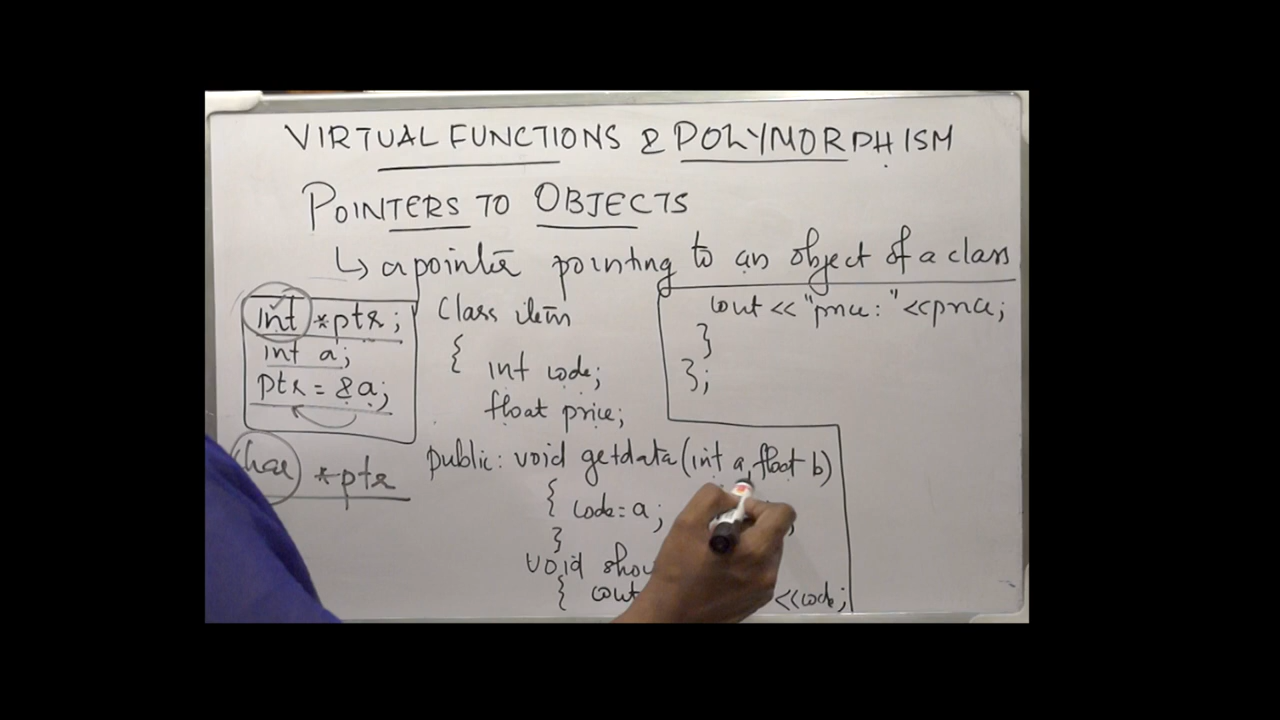 VIRTUAL FUNCTIONS & POLYMORPHISM
POINTERS TO OBJECTS
↳ a pointer pointing to an object of a class
int *ptr;
int a;
ptr = &a;
*ptr
Class item
{ int code;
float price;
public: void getdata(int a, float b)
{ code=a;
}
void
{ cout <<code;
cout << "price:" <<price;
}
};